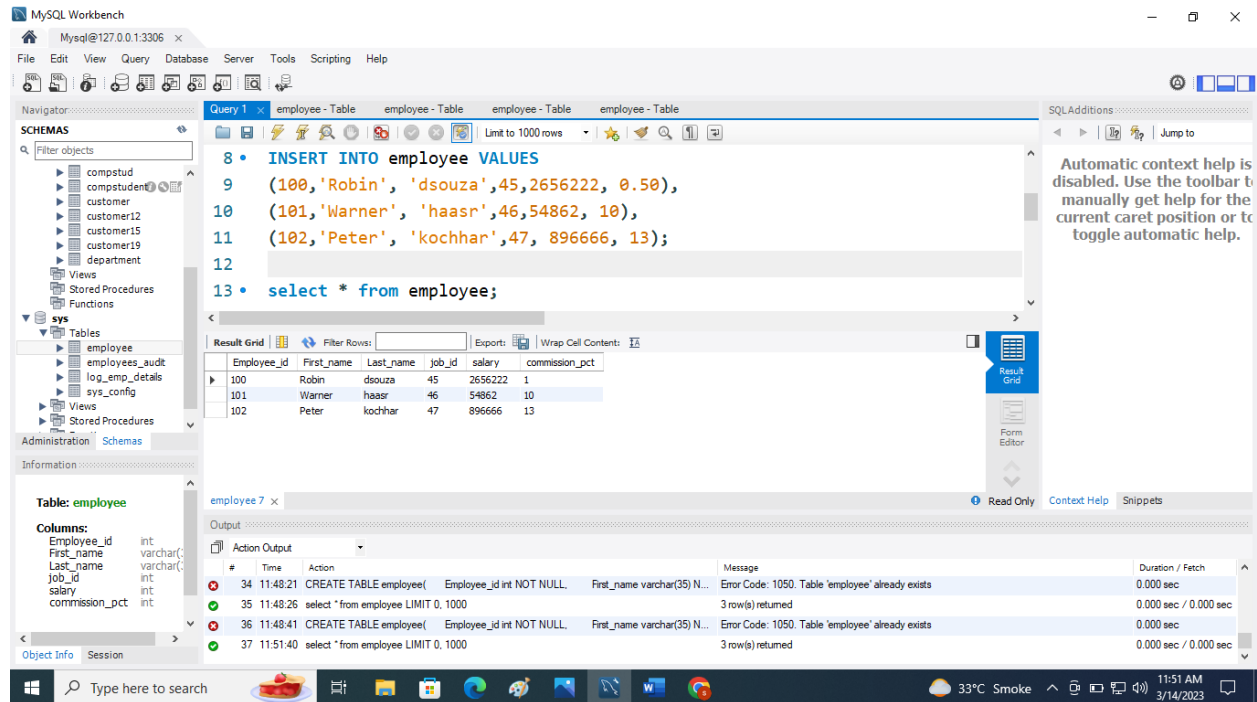 MySQL Workbench
Mysql@127.0.0.1:3306 ×
File Edit View Query Database Server Tools Scripting Help
Navigator
SCHEMAS
Filter objects
compstud
compstudent
customer
customer12
customer15
customer19
department
Views
Stored Procedures
Functions
sys
Tables
employee
employees_audit
log_emp_details
sys_config
Views
Stored Procedures
Administration Schemas
Information
Table: employee
Columns:
Employee_id int
First_name varchar(
Last_name varchar(
job_id int
salary int
commission_pct int
Object Info Session
Query 1 × employee - Table employee - Table employee - Table employee - Table
Limit to 1000 rows
8 INSERT INTO employee VALUES
9 (100,'Robin', 'dsouza',45,2656222, 0.50),
10 (101,'Warner', 'haasr',46,54862, 10),
11 (102,'Peter', 'kochhar',47, 896666, 13);
12
13 select * from employee;
Result Grid Filter Rows: Export: Wrap Cell Content:
Employee_id First_name Last_name job_id salary commission_pct
100 Robin dsouza 45 2656222 1
101 Warner haasr 46 54862 10
102 Peter kochhar 47 896666 13
Result
Grid
Form
Editor
employee 7 × Read Only
Output
Action Output
# Time Action Message Duration / Fetch
34 11:48:21 CREATE TABLE employee( Employee_id int NOT NULL, First_name varchar(35) N... Error Code: 1050. Table 'employee' already exists 0.000 sec
35 11:48:26 select * from employee LIMIT 0, 1000 3 row(s) returned 0.000 sec / 0.000 sec
36 11:48:41 CREATE TABLE employee( Employee_id int NOT NULL, First_name varchar(35) N... Error Code: 1050. Table 'employee' already exists 0.000 sec
37 11:51:40 select * from employee LIMIT 0, 1000 3 row(s) returned 0.000 sec / 0.000 sec
SQLAdditions
Jump to
Automatic context help is
disabled. Use the toolbar to
manually get help for the
current caret position or to
toggle automatic help.
Context Help Snippets
Type here to search
33°C Smoke
11:51 AM
3/14/2023